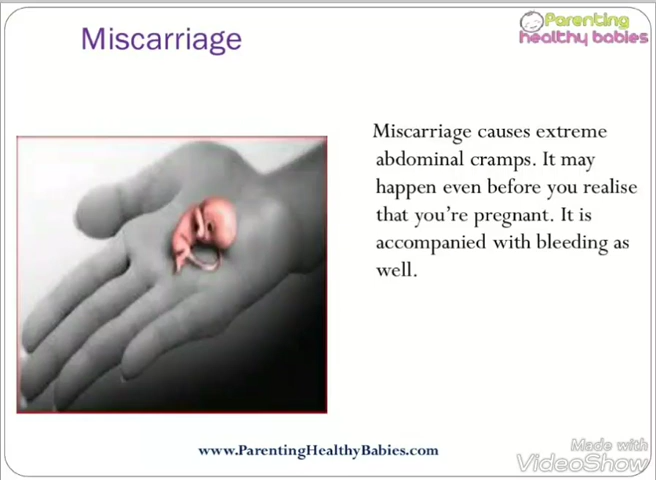 Miscarriage
Parenting
healthy babies
Miscarriage causes extreme
abdominal cramps. It may
happen even before you realise
that you're pregnant. It is
accompanied with bleeding as
well.
www.ParentingHealthyBabies.com
Made with
VideoShow